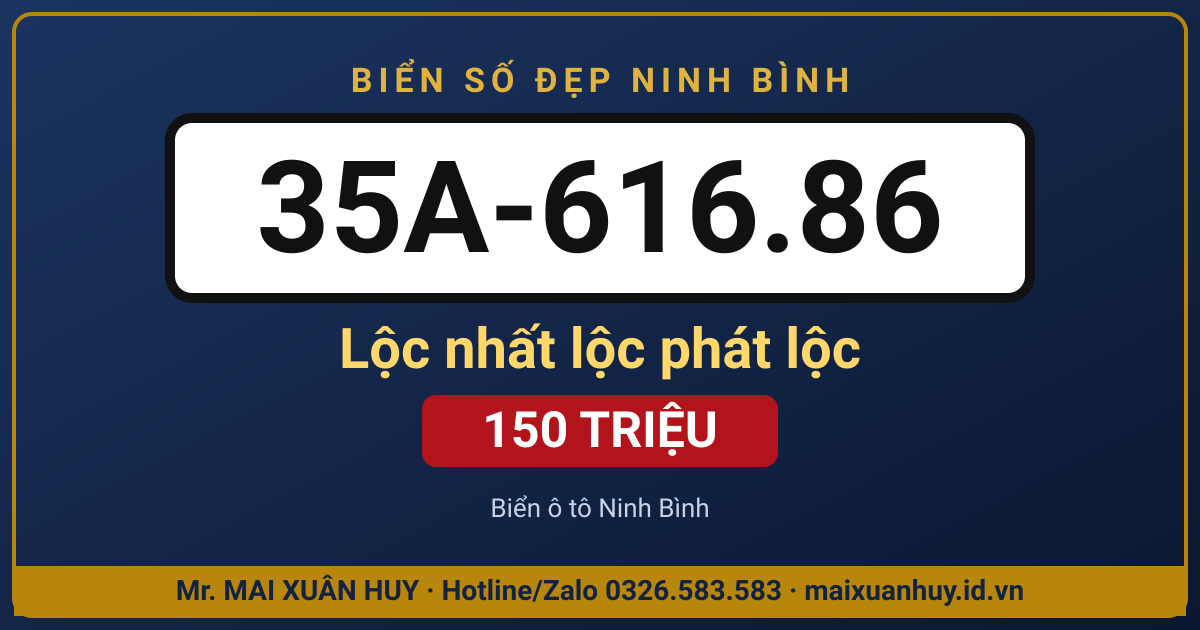 BIỂN SỐ ĐẸP NINH BÌNH
35A-616.86
Lộc nhất lộc phát lộc
150 TRIỆU
Biển ô tô Ninh Bình
Mr. MAI XUÂN HUY · Hotline/Zalo 0326.583.583 · maixuanhuy.id.vn